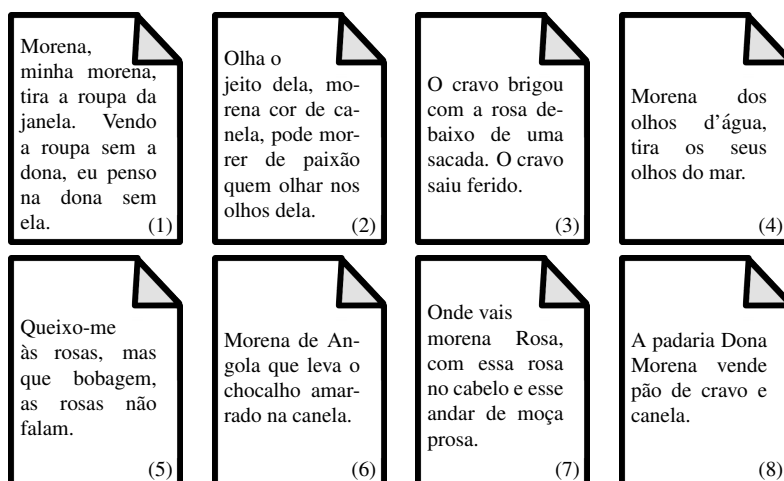 Morena,
minha morena,
tira a roupa da
janela. Vendo
a roupa sem a
dona, eu penso
na dona sem
ela.
(1)
Olha o
jeito dela, mo-
rena cor de ca-
nela, pode mor-
rer de paixão
quem olhar nos
olhos dela.
(2)
O cravo brigou
com a rosa de-
baixo de uma
sacada. O cravo
saiu ferido.
(3)
Morena dos
olhos d'água,
tira os seus
olhos do mar.
(4)
Queixo-me
às rosas, mas
que bobagem,
as rosas não
falam.
(5)
Morena de An-
gola que leva o
chocalho amar-
rado na canela.
(6)
Onde vais
morena Rosa,
com essa rosa
no cabelo e esse
andar de moça
prosa.
(7)
A padaria Dona
Morena vende
pão de cravo e
canela.
(8)